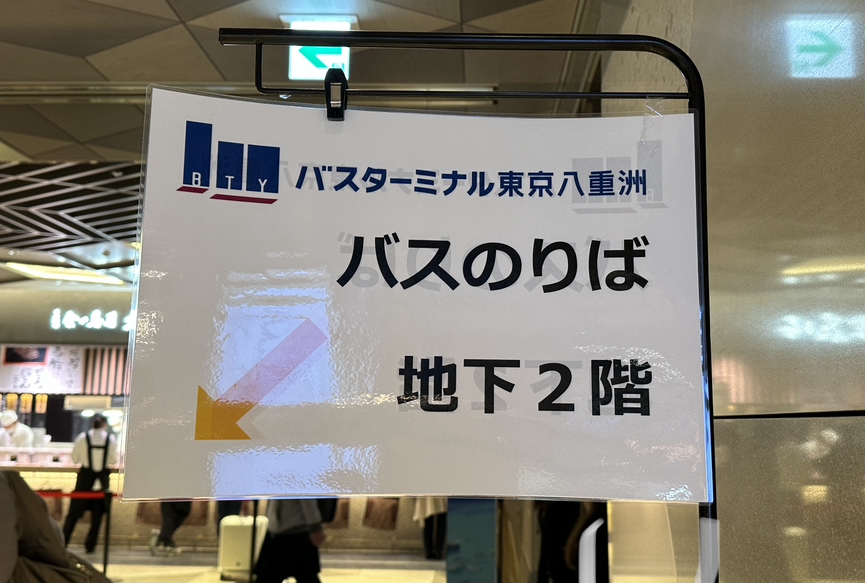 BTY バスターミナル東京八重洲
バスのりば
地下２階